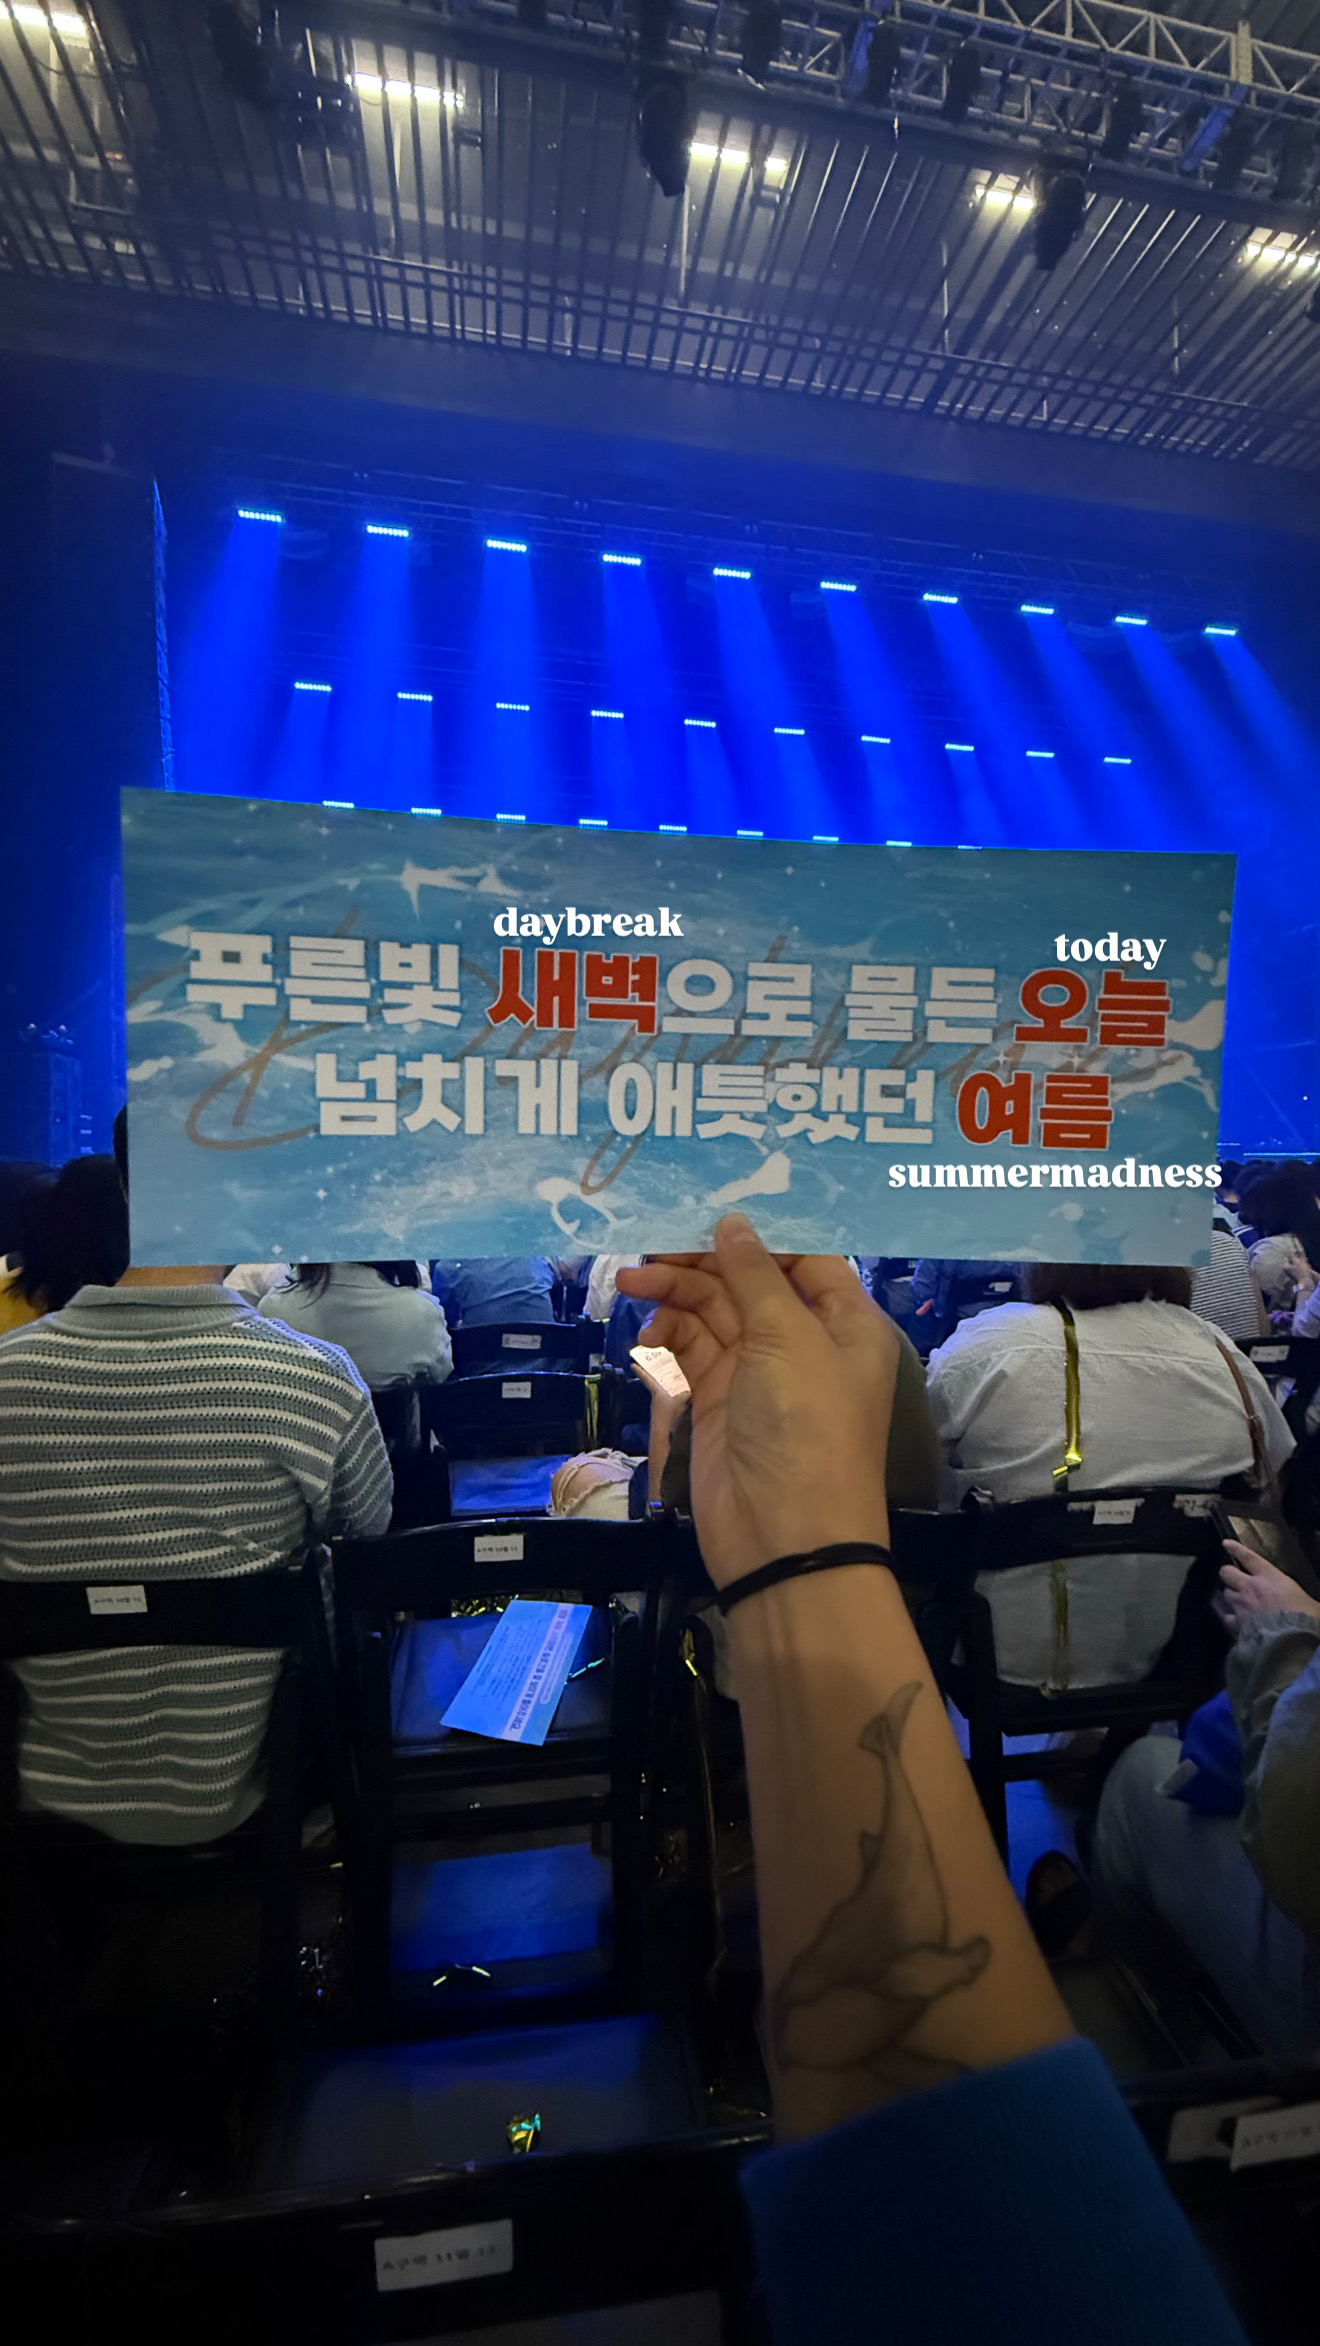 daybreak
today
푸른빛 새벽으로 물든 오늘
넘치게 애틋했던 여름
summermadness